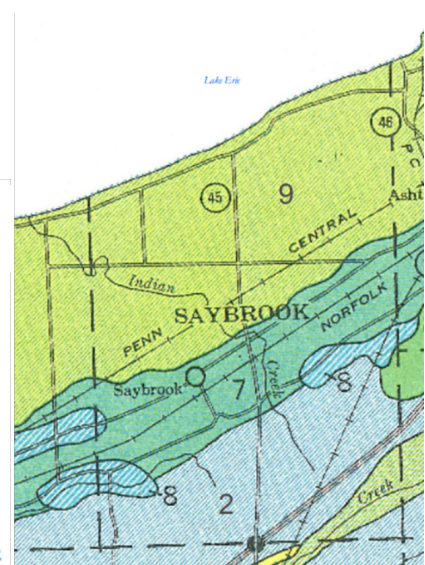 Lake Erie
46
P C
45
9
Asht
CENTRAL
Indian
SAYBROOK
NORFOLK
PENN
Creek
Saybrook
7
8
8
2
Creek